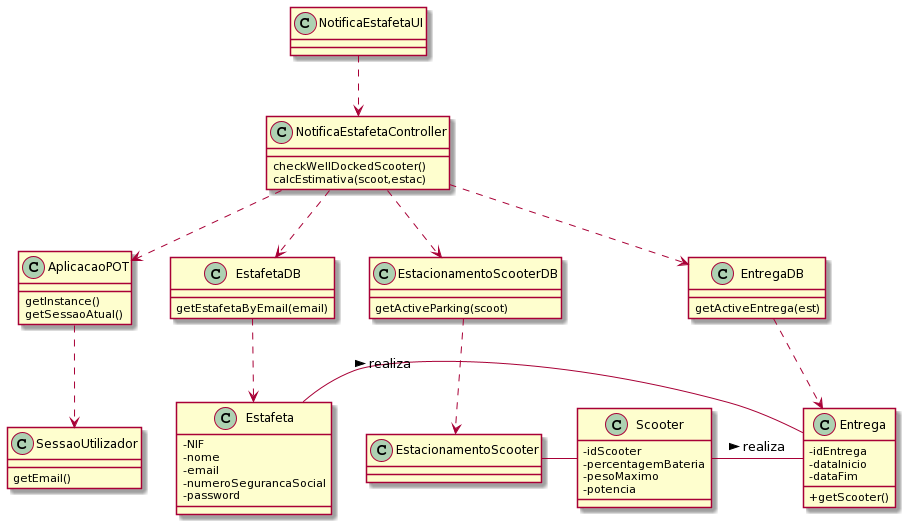 C NotificaEstafetaUI
C NotificaEstafetaController
checkWellDockedScooter()
calcEstimativa(scoot,estac)
C AplicacaoPOT
getInstance()
getSessaoAtual()
C EstafetaDB
getEstafetaByEmail(email)
C EstacionamentoScooterDB
getActiveParking(scoot)
C EntregaDB
getActiveEntrega(est)
realiza
C SessaoUtilizador
getEmail()
C Estafeta
-NIF
-nome
-email
-numeroSegurancaSocial
-password
C EstacionamentoScooter
C Scooter
-idScooter
-percentagemBateria
-pesoMaximo
-potencia
realiza
C Entrega
-idEntrega
-dataInicio
-dataFim
+getScooter()